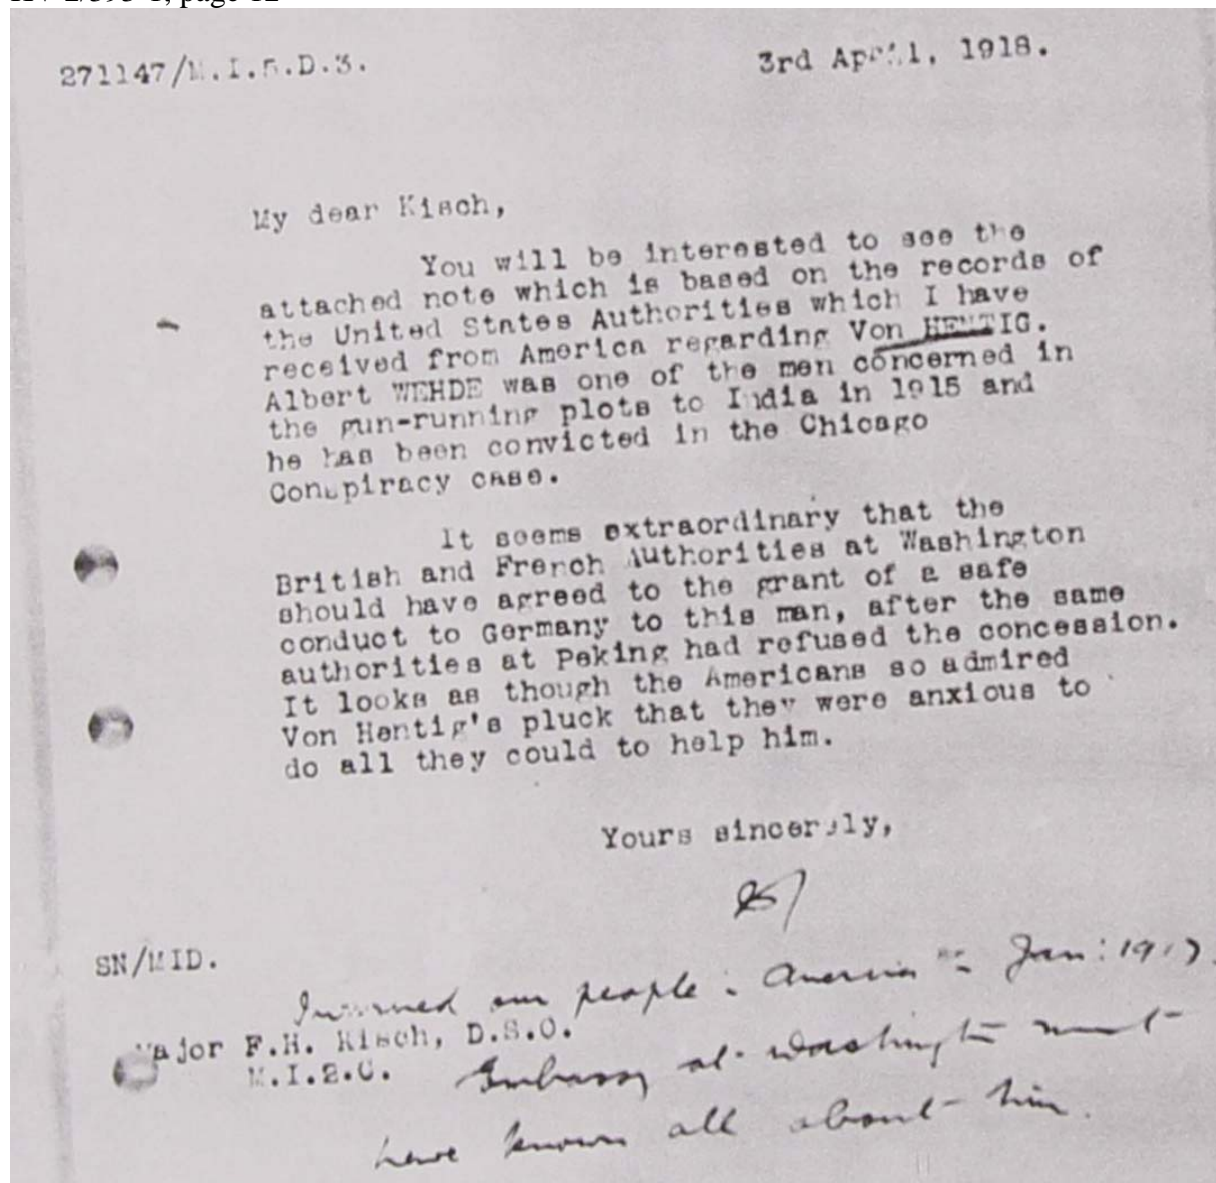 271147/M.I.5.D.3.
3rd April, 1918.
My dear Kisch,
You will be interested to see the
attached note which is based on the records of
the United States Authorities which I have
received from America regarding Von HENTIG.
Albert WEHDE was one of the men concerned in
the gun-running plots to India in 1915 and
he has been convicted in the Chicago
Conspiracy case.
It seems extraordinary that the
British and French Authorities at Washington
should have agreed to the grant of a safe
conduct to Germany to this man, after the same
authorities at Peking had refused the concession.
It looks as though the Americans so admired
Von Hentig's pluck that they were anxious to
do all they could to help him.
Yours sincerely,
SN/MID.
Informed our people America Jan: 1917.
Major F.H. Kisch, D.S.O.
M.I.2.C.
Embassy at Washington must
have known all about him.